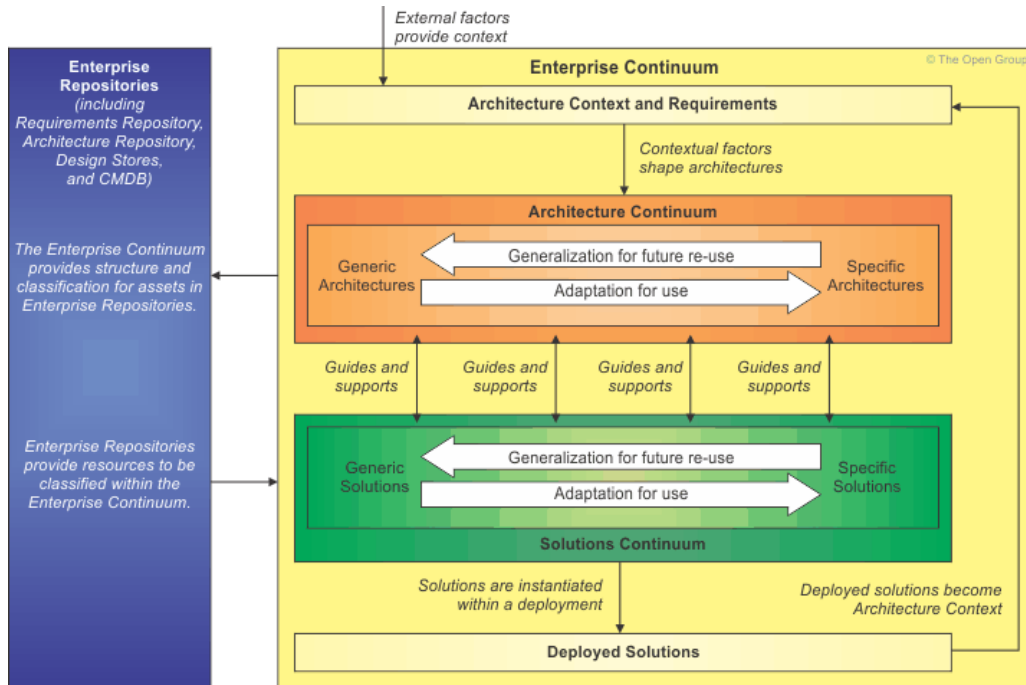 External factors
provide context
© The Open Group
Enterprise
Repositories
(including
Requirements Repository,
Architecture Repository,
Design Stores,
and CMDB)
The Enterprise Continuum
provides structure and
classification for assets in
Enterprise Repositories.
Enterprise Repositories
provide resources to be
classified within the
Enterprise Continuum.
Enterprise Continuum
Architecture Context and Requirements
Contextual factors
shape architectures
Architecture Continuum
Generic
Architectures
Generalization for future re-use
Adaptation for use
Specific
Architectures
Guides and
supports
Guides and
supports
Guides and
supports
Guides and
supports
Generic
Solutions
Generalization for future re-use
Adaptation for use
Specific
Solutions
Solutions Continuum
Solutions are instantiated
within a deployment
Deployed solutions become
Architecture Context
Deployed Solutions